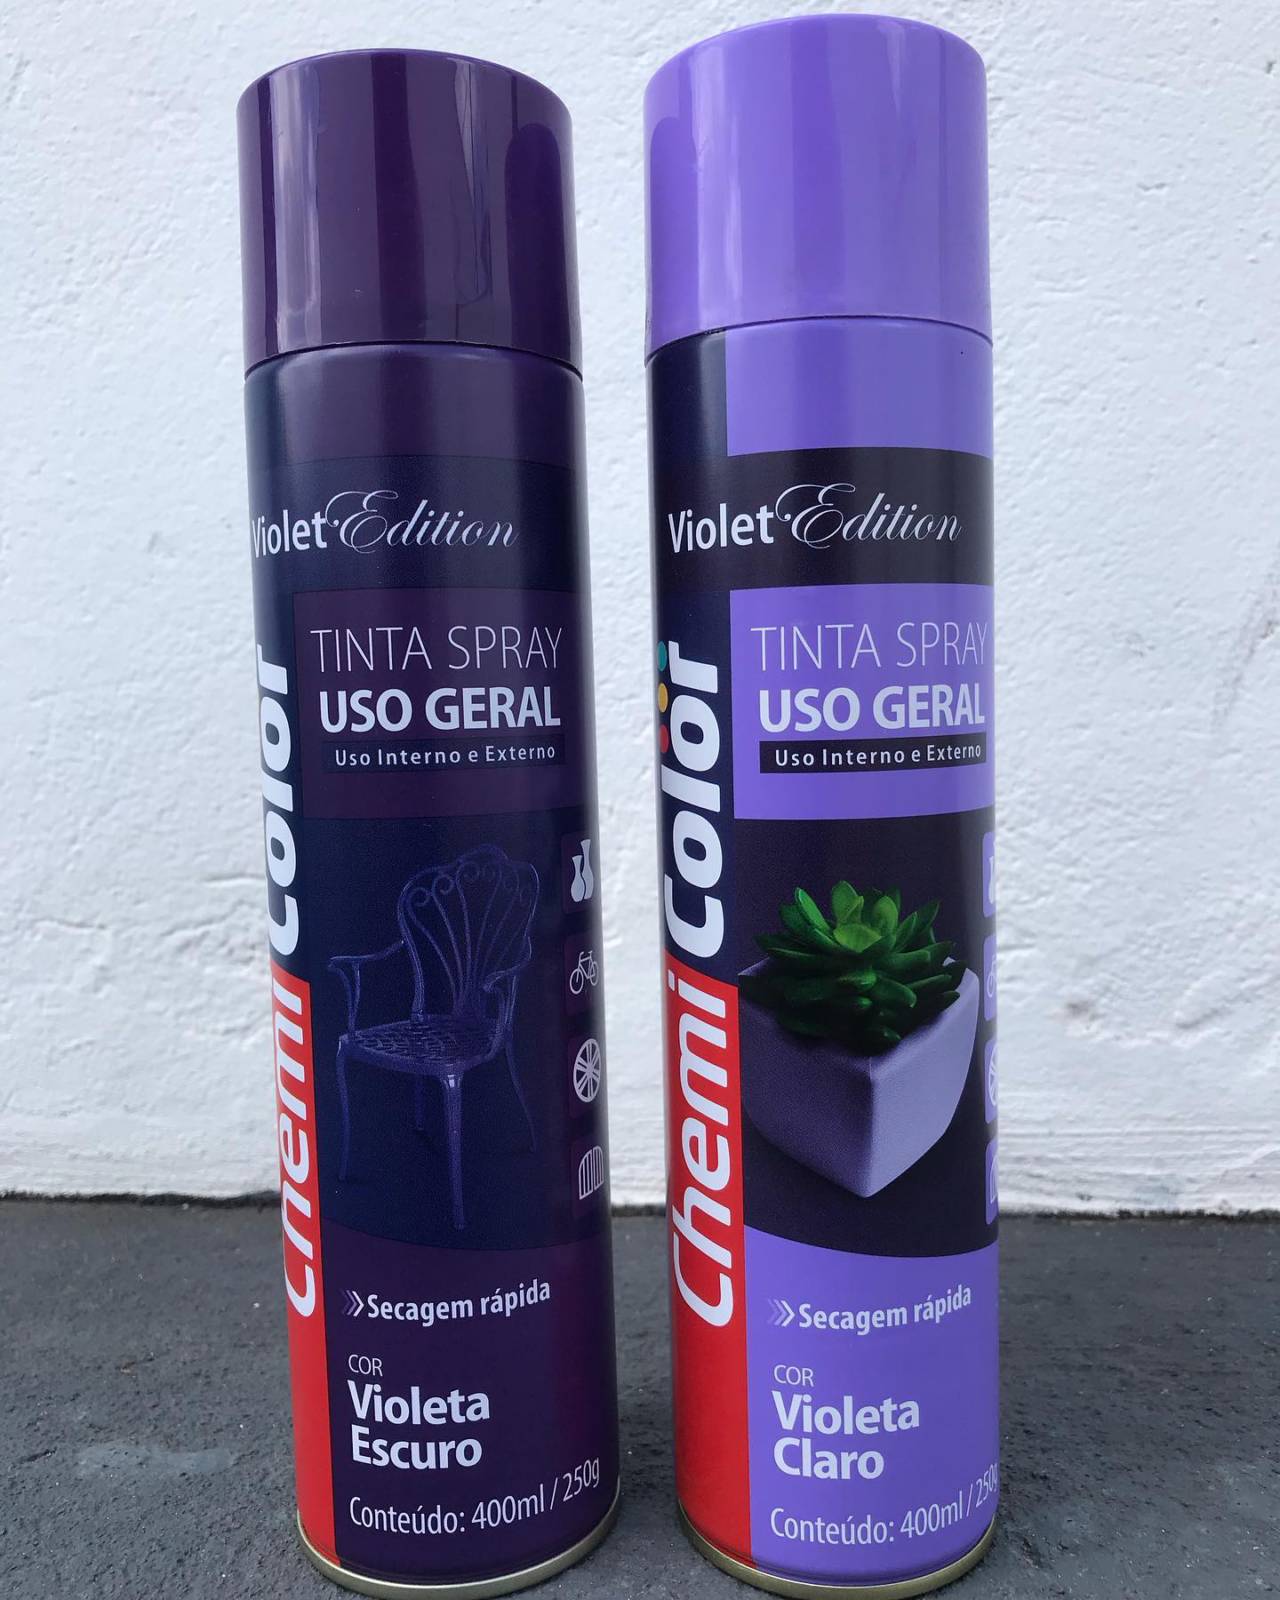 Violet Edition
TINTA SPRAY
USO GERAL
Uso Interno e Externo
ChemiColor
Secagem rápida
COR
Violeta
Escuro
Conteúdo: 400ml / 250g
Violet Edition
TINTA SPRAY
USO GERAL
Uso Interno e Externo
ChemiColor
Secagem rápida
COR
Violeta
Claro
Conteúdo: 400ml / 250g